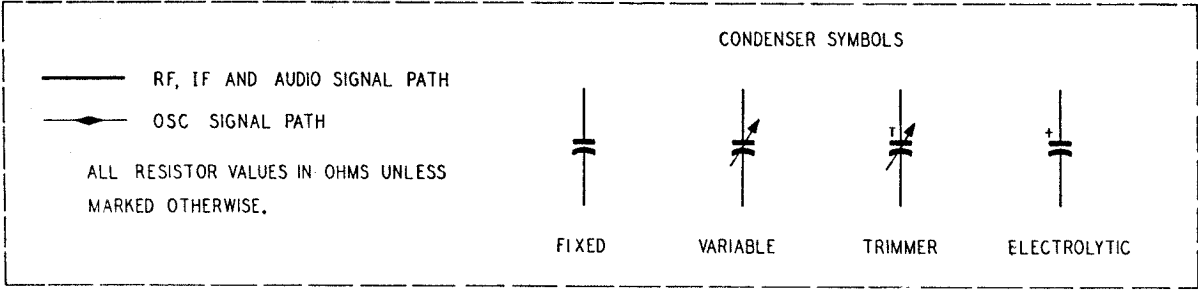 CONDENSER SYMBOLS
RF, IF AND AUDIO SIGNAL PATH
OSC SIGNAL PATH
ALL RESISTOR VALUES IN OHMS UNLESS
MARKED OTHERWISE.
T
+
FIXED VARIABLE TRIMMER ELECTROLYTIC